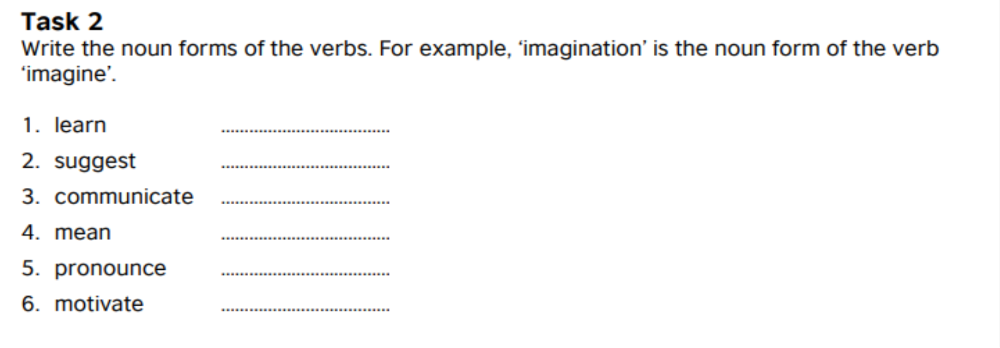 Task 2
Write the noun forms of the verbs. For example, ‘imagination’ is the noun form of the verb
‘imagine’.
1. learn ....................................
2. suggest ....................................
3. communicate ....................................
4. mean ....................................
5. pronounce ....................................
6. motivate ....................................